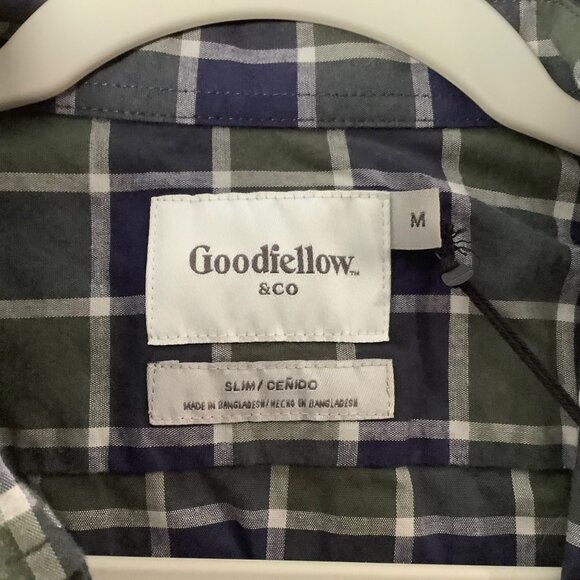 Goodfellow™
& CO
M
SLIM / CEÑIDO
MADE IN BANGLADESH / HECHO EN BANGLADESH